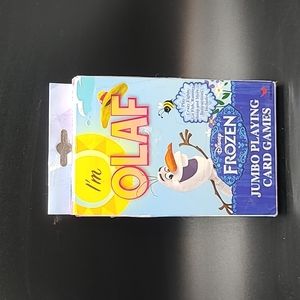 I'm
OLAF
Disney
FROZEN
JUMBO PLAYING
CARD GAMES